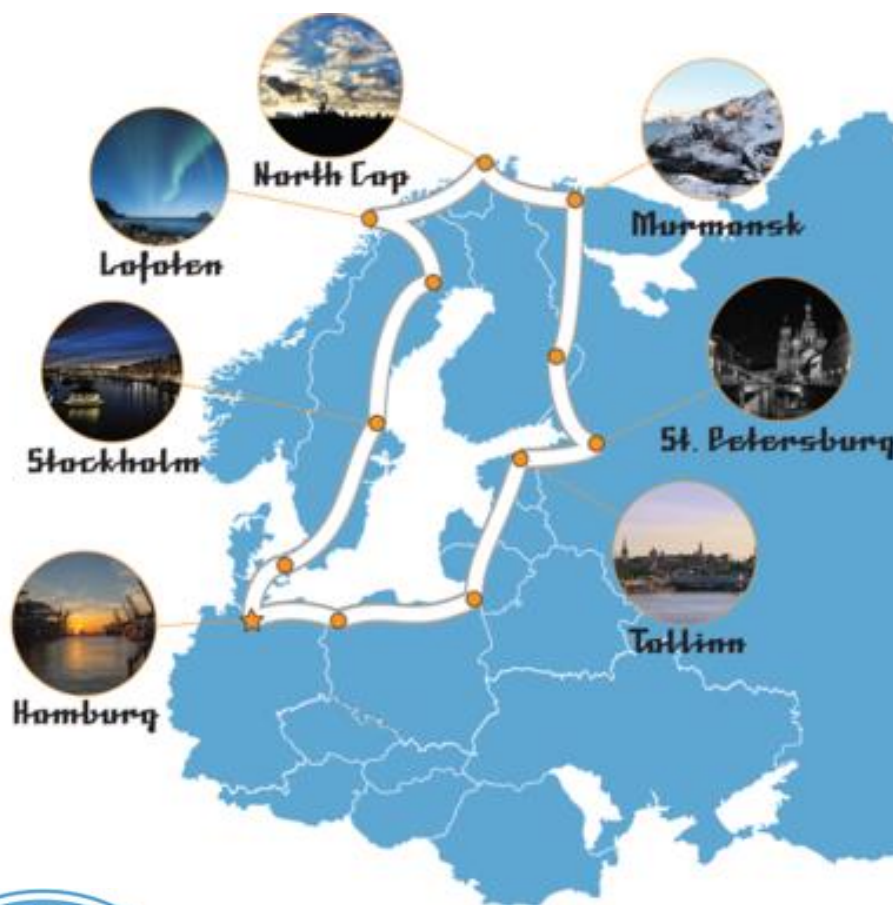 North Cap
Murmansk
Lofoten
St. Petersburg
Stockholm
Tallinn
Hamburg